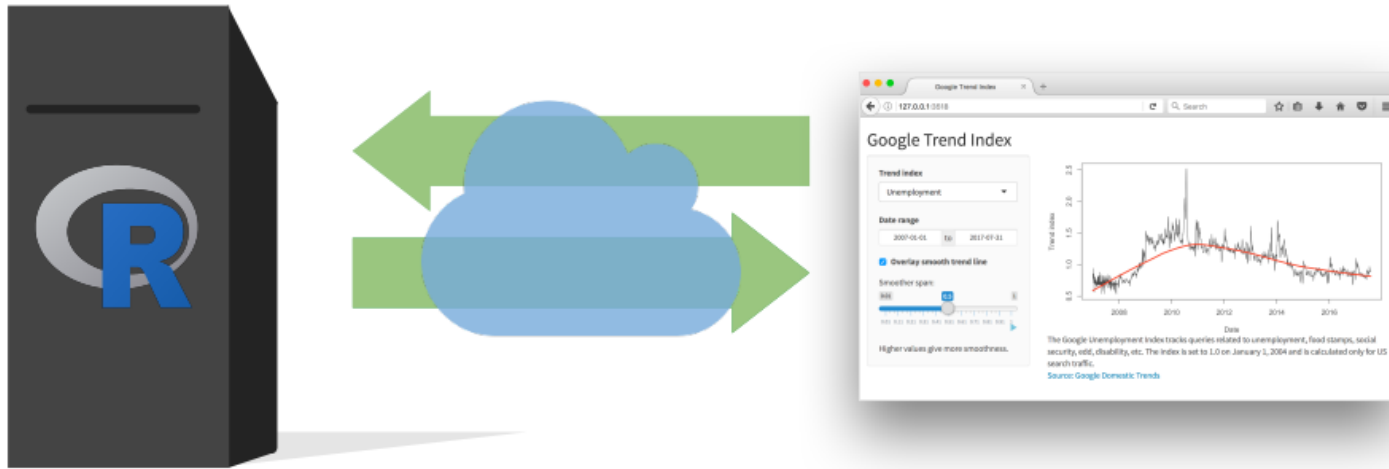 R
Google Trend Index
127.0.0.1:3818
Search
Google Trend Index
Trend index
Unemployment
Date range
2007-01-01 to 2017-07-31
Overlay smooth trend line
Smoother span:
0.5 1
Higher values give more smoothness.
2.5
2.0
1.5
1.0
0.5
Trend index
2008 2010 2012 2014 2016
Date
The Google Unemployment Index tracks queries related to unemployment, food stamps, social
security, edd, disability, etc. The index is set to 1.0 on January 1, 2004 and is calculated only for US
search traffic.
Source: Google Domestic Trends